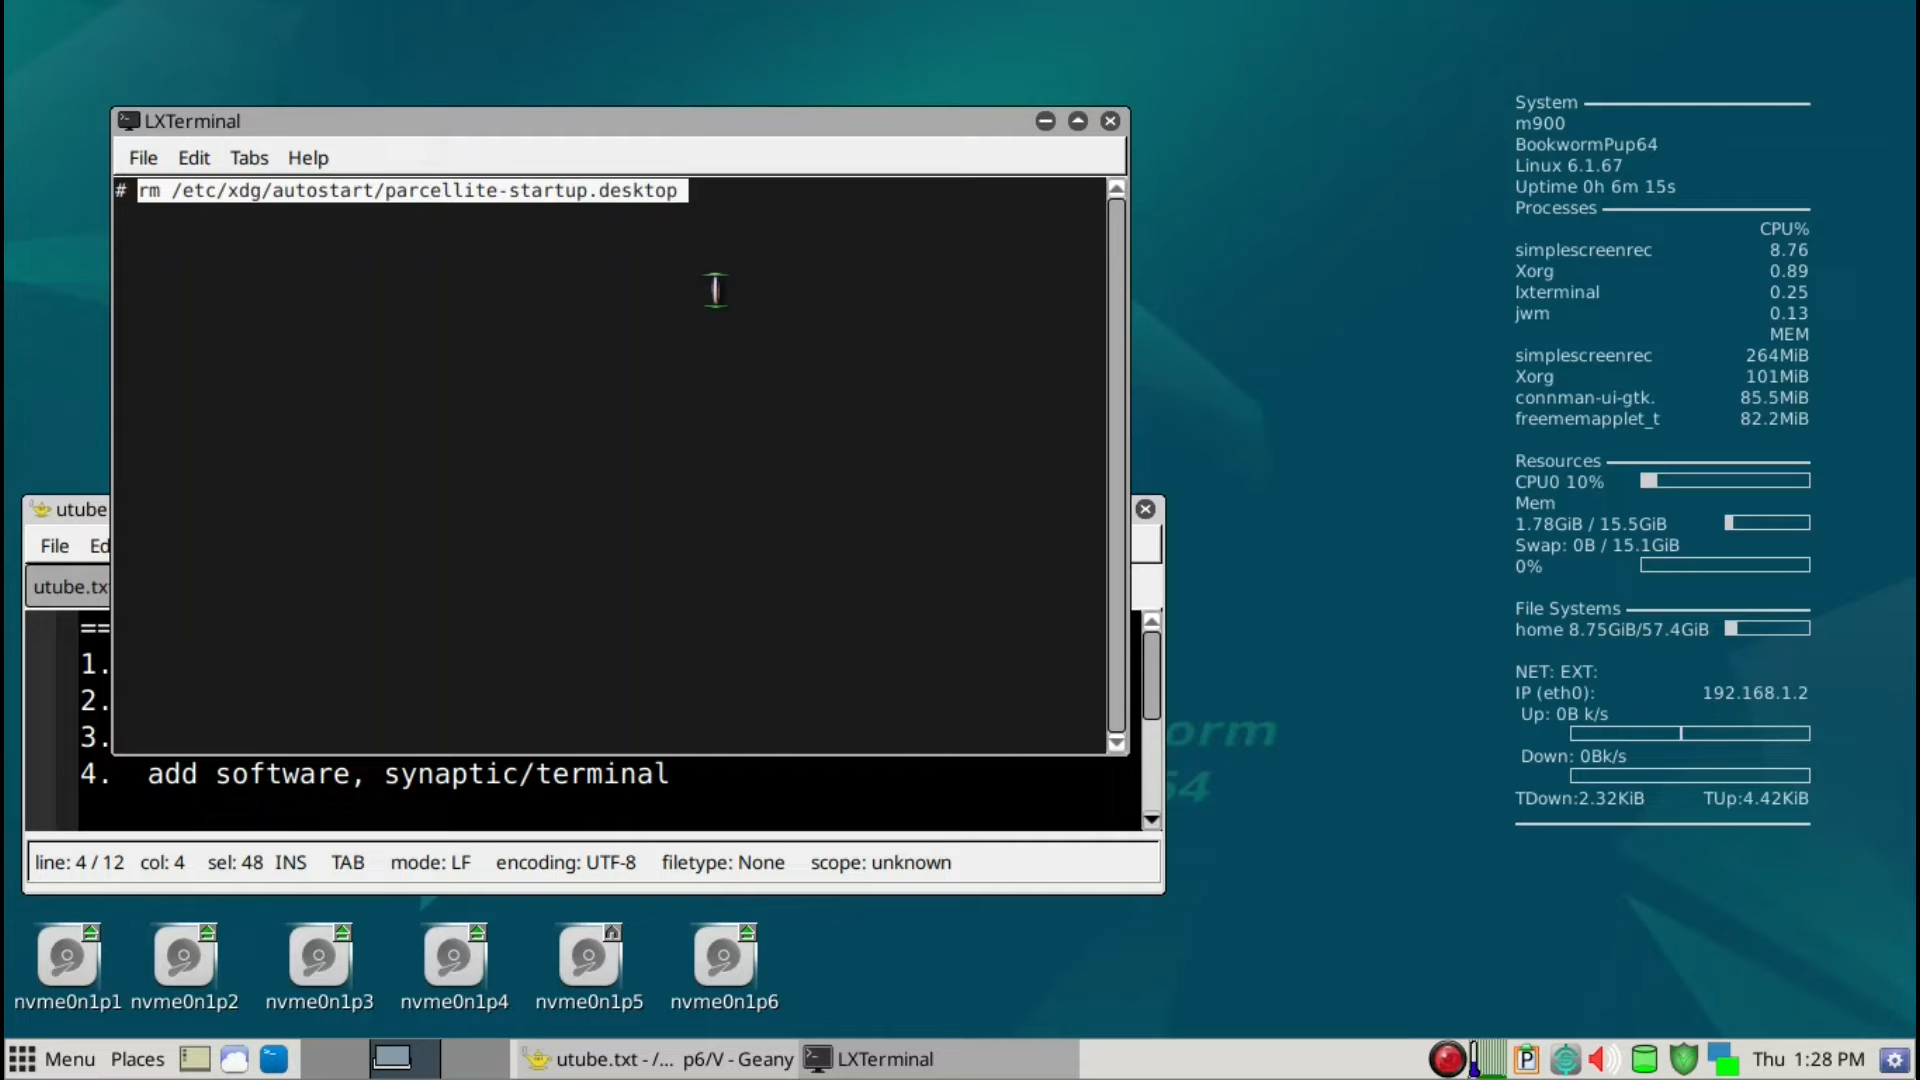 LXTerminal
File Edit Tabs Help
# rm /etc/xdg/autostart/parcellite-startup.desktop
utube
File Ed
utube.tx
==
1.
2.
3.
4. add software, synaptic/terminal
line: 4 / 12 col: 4 sel: 48 INS TAB mode: LF encoding: UTF-8 filetype: None scope: unknown
orm
64
System
m900
BookwormPup64
Linux 6.1.67
Uptime 0h 6m 15s
Processes
CPU%
simplescreenrec 8.76
Xorg 0.89
lxterminal 0.25
jwm 0.13
MEM
simplescreenrec 264MiB
Xorg 101MiB
connman-ui-gtk. 85.5MiB
freememapplet_t 82.2MiB
Resources
CPU0 10%
Mem
1.78GiB / 15.5GiB
Swap: 0B / 15.1GiB
0%
File Systems
home 8.75GiB/57.4GiB
NET: EXT:
IP (eth0): 192.168.1.2
Up: 0B k/s
Down: 0Bk/s
TDown:2.32KiB TUp:4.42KiB
nvme0n1p1 nvme0n1p2 nvme0n1p3 nvme0n1p4 nvme0n1p5 nvme0n1p6
Menu Places utube.txt - /... p6/V - Geany LXTerminal P Thu 1:28 PM